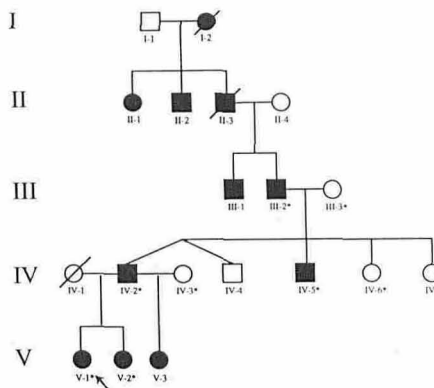 I
I-1 I-2
II
II-1 II-2 II-3 II-4
III
III-1 III-2* III-3*
IV
IV-1 IV-2* IV-3* IV-4 IV-5* IV-6* IV
V
V-1* V-2* V-3